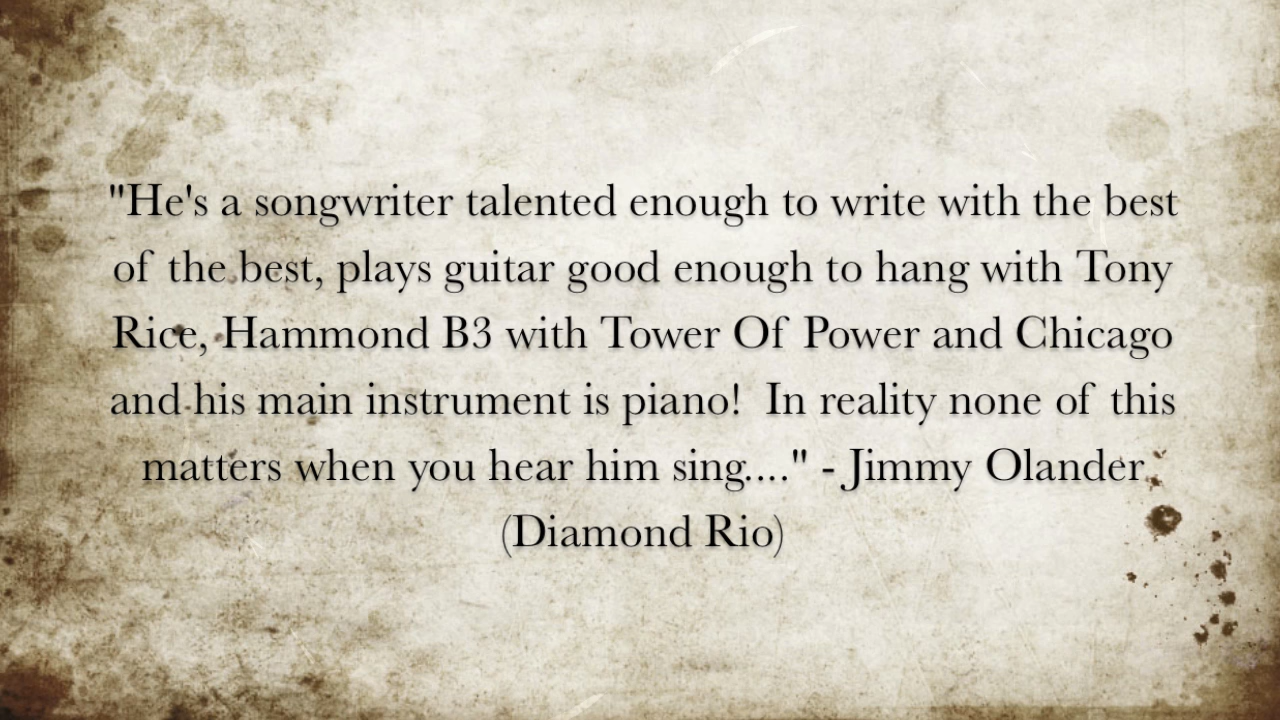 "He's a songwriter talented enough to write with the best
of the best, plays guitar good enough to hang with Tony
Rice, Hammond B3 with Tower Of Power and Chicago
and his main instrument is piano!  In reality none of this
matters when you hear him sing...." - Jimmy Olander
(Diamond Rio)